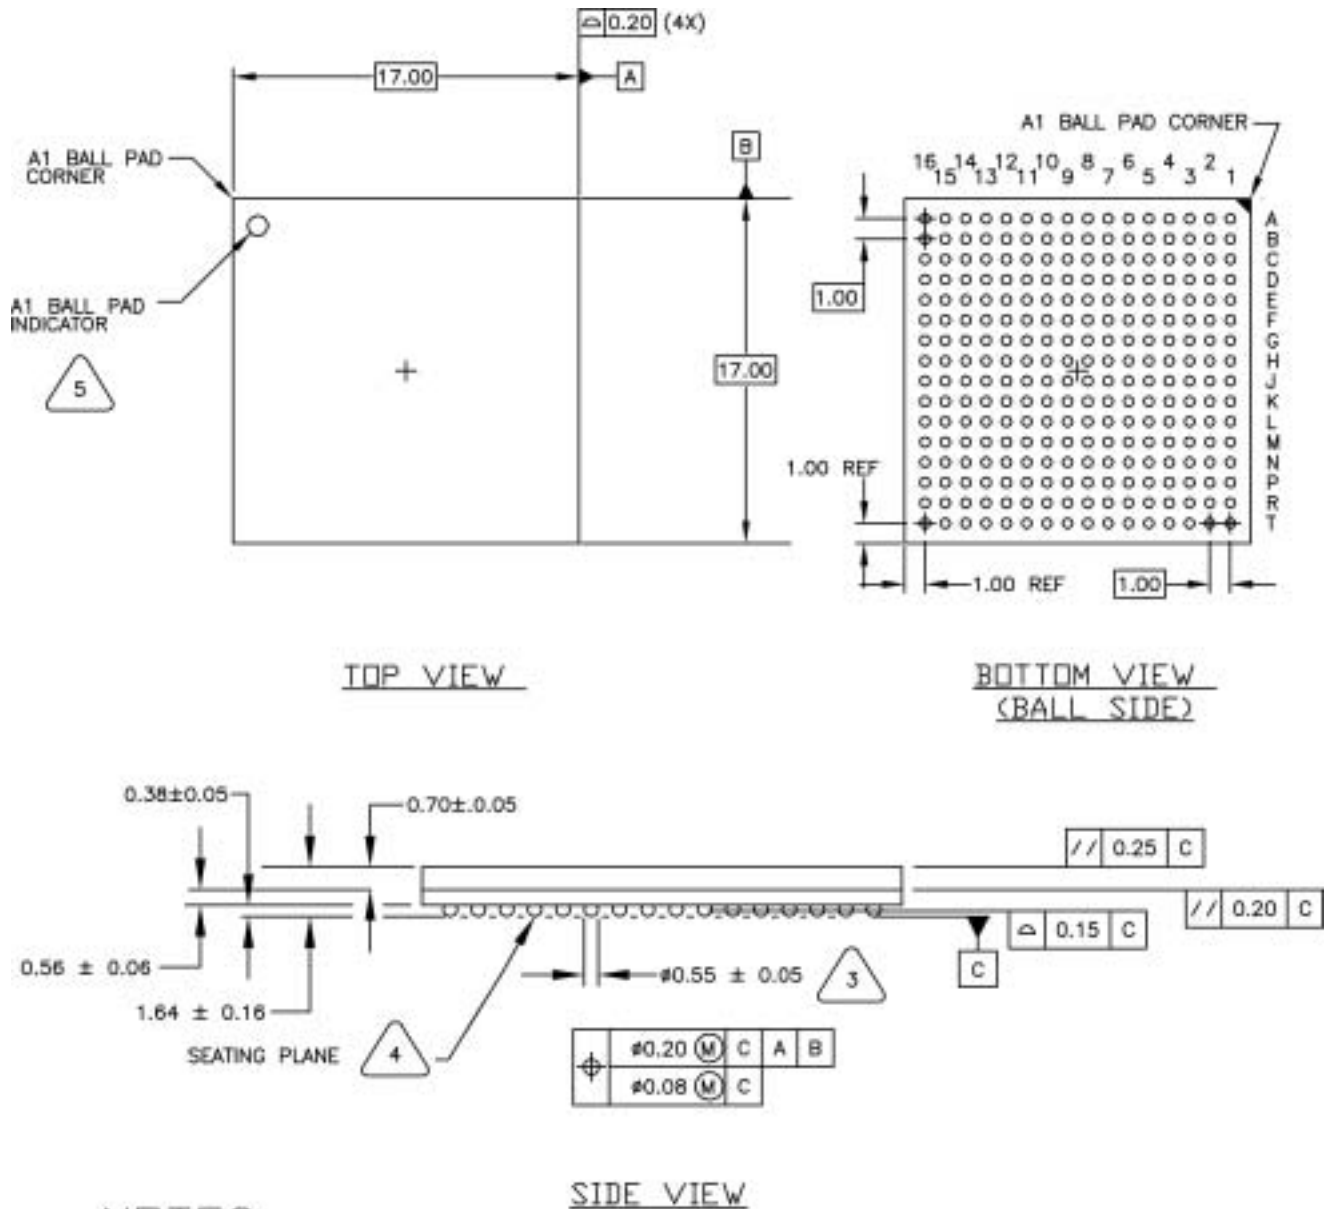 ⌓ 0.20 (4X)
17.00
A
A1 BALL PAD
CORNER
B
A1 BALL PAD
INDICATOR
5
17.00
TOP VIEW
A1 BALL PAD CORNER
16 14 12 10 8 6 4 2
15 13 11 9 7 5 3 1
A
B
C
D
E
F
G
H
J
K
L
M
N
P
R
T
1.00
1.00 REF
1.00 REF
1.00
BOTTOM VIEW
(BALL SIDE)
0.38±0.05
0.70±.0.05
// 0.25 C
// 0.20 C
⌓ 0.15 C
C
0.56 ± 0.06
ø0.55 ± 0.05
3
1.64 ± 0.16
SEATING PLANE
4
⌖ ø0.20 Ⓜ C A B
ø0.08 Ⓜ C
SIDE VIEW